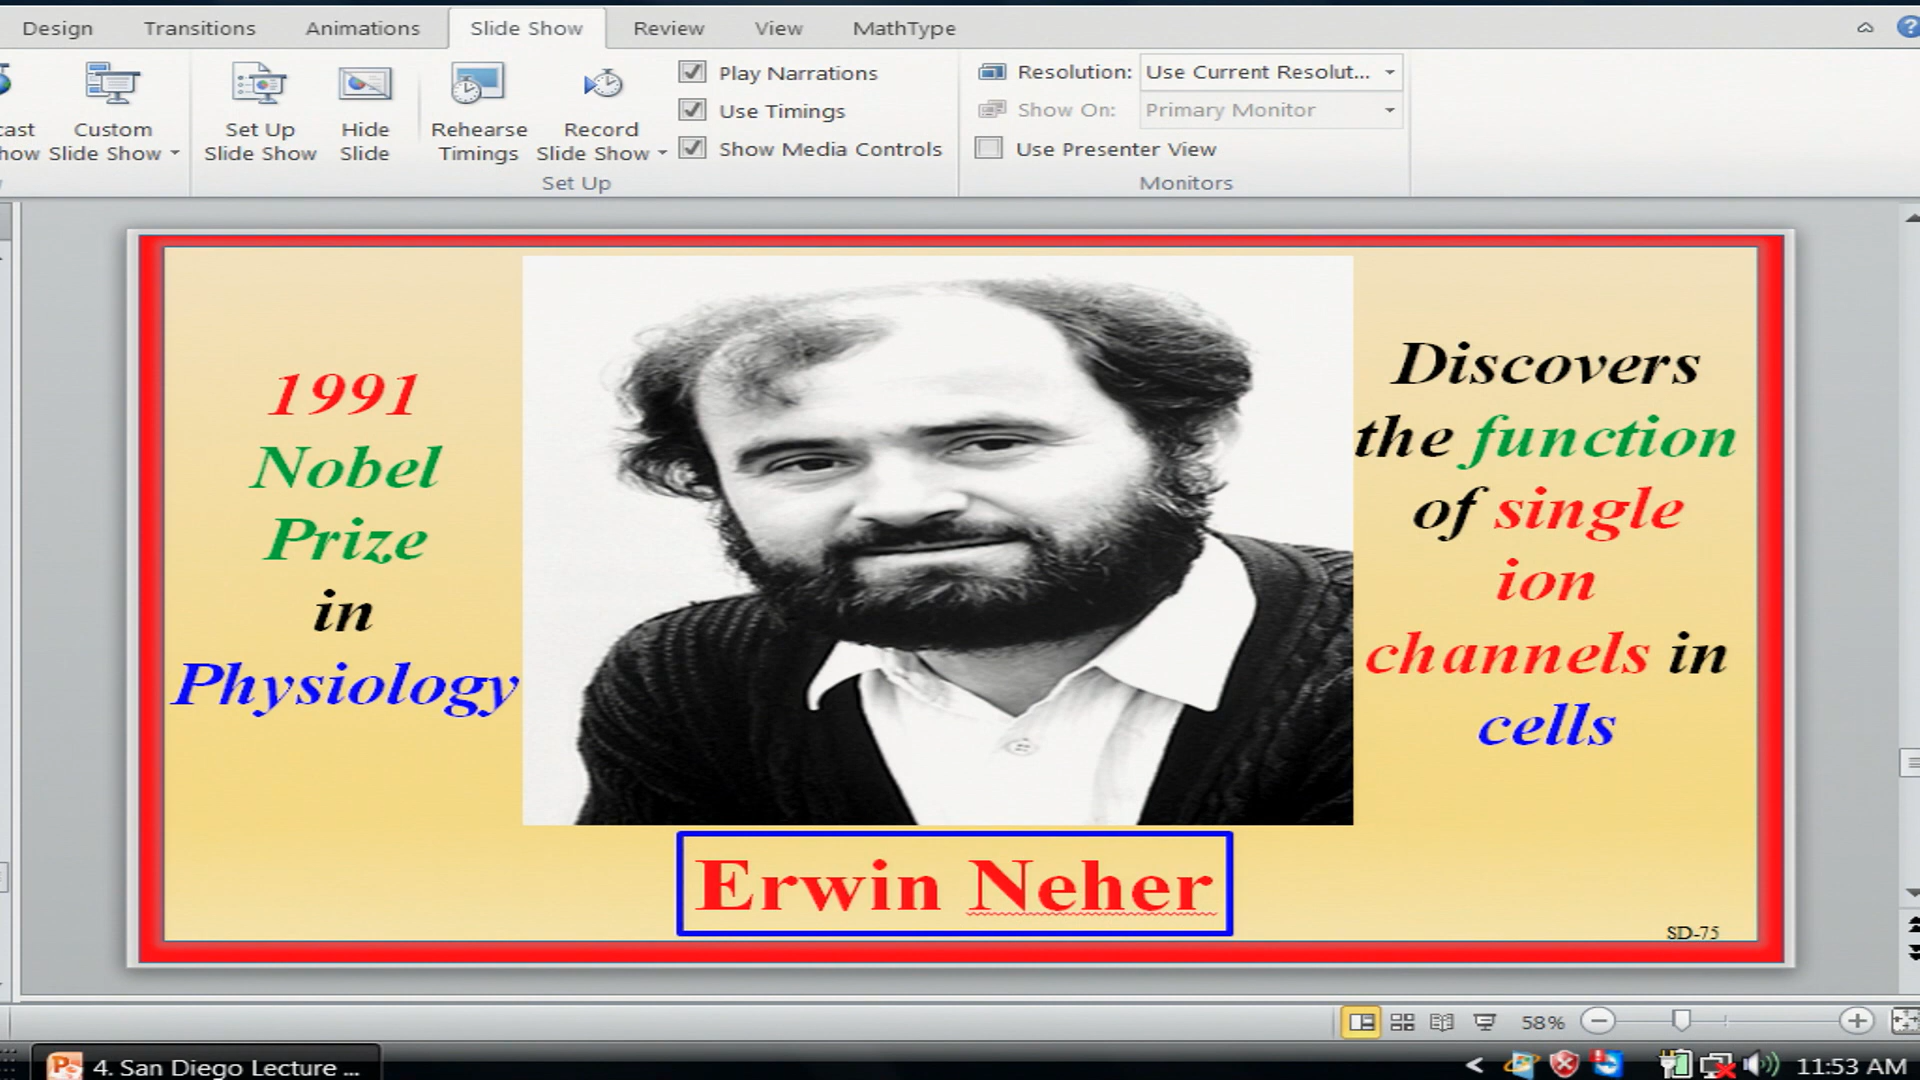 Design Transitions Animations Slide Show Review View MathType
Play Narrations Resolution: Use Current Resolut...
Use Timings Show On: Primary Monitor
cast Custom Set Up Hide Rehearse Record
how Slide Show Slide Show Slide Timings Slide Show Show Media Controls Use Presenter View
Set Up Monitors
1991
Nobel
Prize
in
Physiology
Discovers
the function
of single
ion
channels in
cells
Erwin Neher
SD-75
58%
4. San Diego Lecture ...
11:53 AM